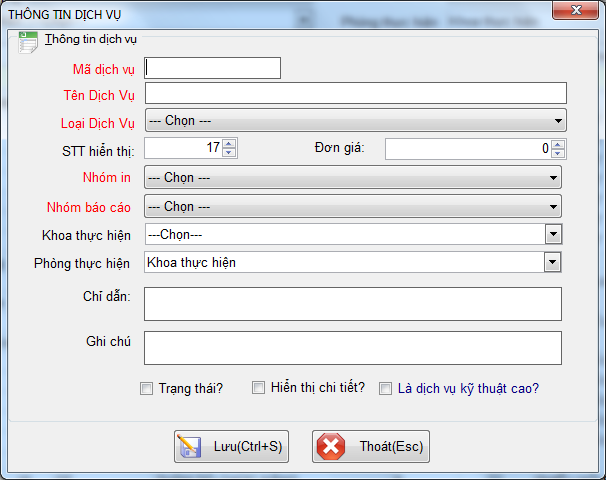 THÔNG TIN DỊCH VỤ
Thông tin dịch vụ
Mã dịch vụ
Tên Dịch Vụ
Loại Dịch Vụ --- Chọn ---
STT hiển thị: 17 Đơn giá: 0
Nhóm in --- Chọn ---
Nhóm báo cáo --- Chọn ---
Khoa thực hiện ---Chọn---
Phòng thực hiện Khoa thực hiện
Chỉ dẫn:
Ghi chú
Trạng thái? Hiển thị chi tiết? Là dịch vụ kỹ thuật cao?
Lưu(Ctrl+S) Thoát(Esc)